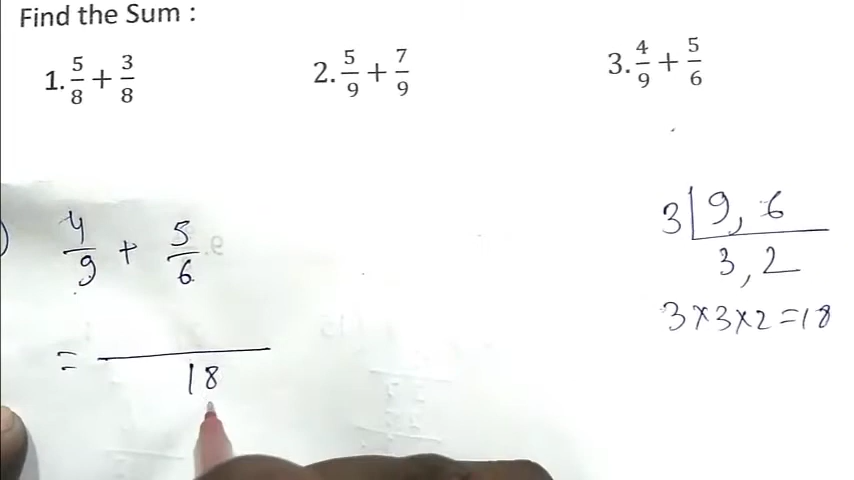 Find the Sum :
1. 5/8 + 3/8 2. 5/9 + 7/9 3. 4/9 + 5/6
) 4/9 + 5/6
= /18
3 | 9, 6
3, 2
3 × 3 × 2 = 18